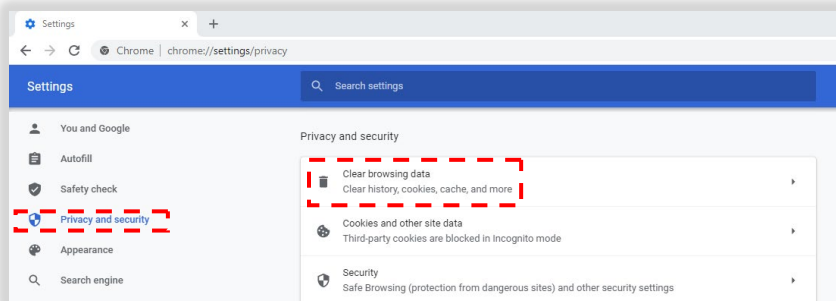 Settings
Chrome | chrome://settings/privacy
Settings
Search settings
You and Google
Autofill
Safety check
Privacy and security
Appearance
Search engine
Privacy and security
Clear browsing data
Clear history, cookies, cache, and more
Cookies and other site data
Third-party cookies are blocked in Incognito mode
Security
Safe Browsing (protection from dangerous sites) and other security settings